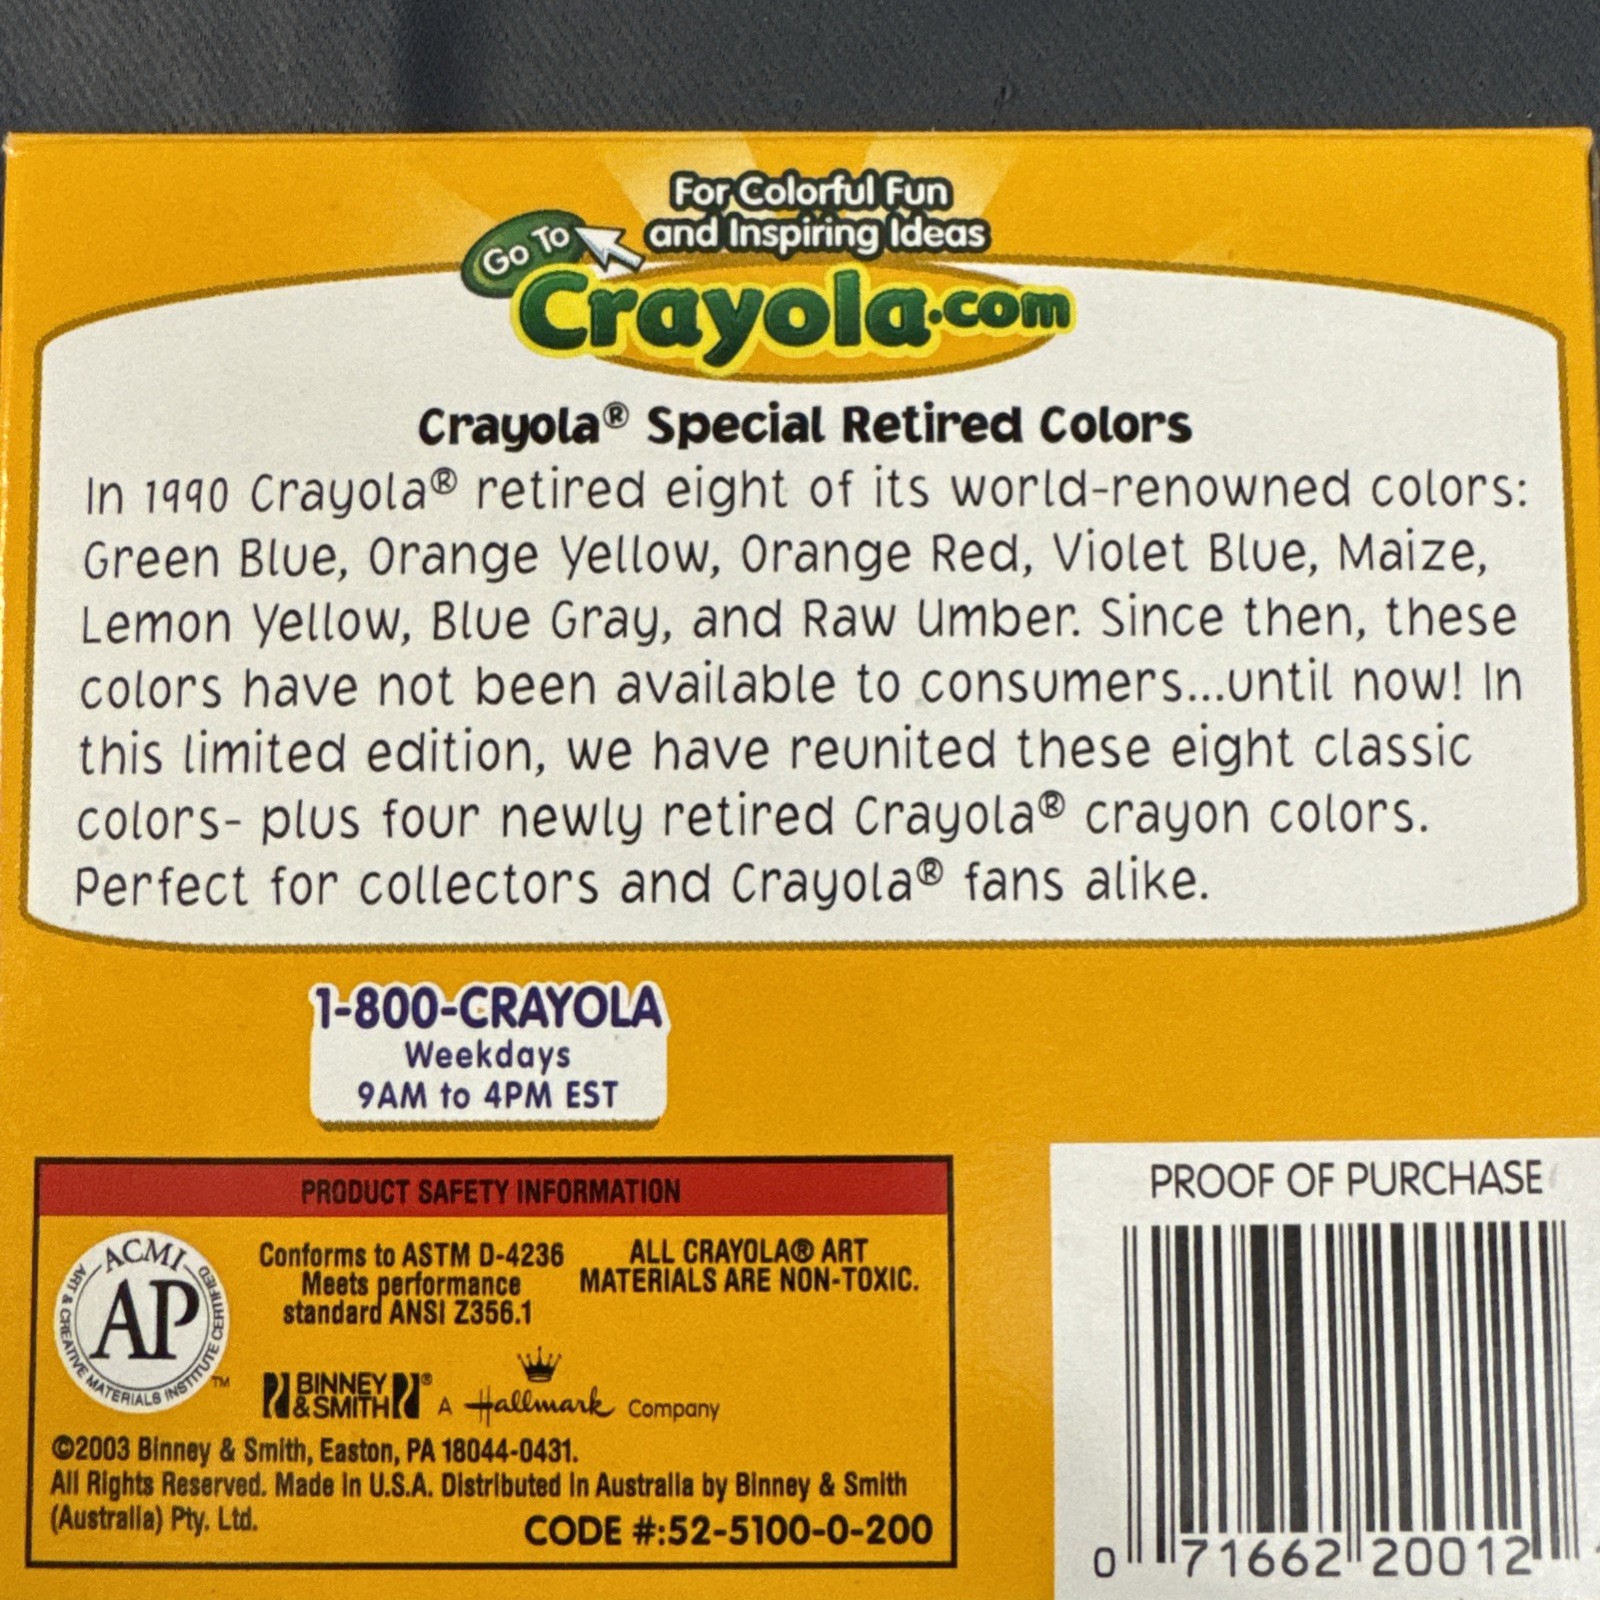 For Colorful Fun
and Inspiring Ideas
Go To
Crayola.com
Crayola® Special Retired Colors
In 1990 Crayola® retired eight of its world-renowned colors:
Green Blue, Orange Yellow, Orange Red, Violet Blue, Maize,
Lemon Yellow, Blue Gray, and Raw Umber. Since then, these
colors have not been available to consumers...until now! In
this limited edition, we have reunited these eight classic
colors- plus four newly retired Crayola® crayon colors.
Perfect for collectors and Crayola® fans alike.
1-800-CRAYOLA
Weekdays
9AM to 4PM EST
PRODUCT SAFETY INFORMATION
ACMI
AP
ART & CREATIVE MATERIALS INSTITUTE CERTIFIED
TM
Conforms to ASTM D-4236
Meets performance
standard ANSI Z356.1
ALL CRAYOLA® ART
MATERIALS ARE NON-TOXIC.
BINNEY
& SMITH® A Hallmark Company
©2003 Binney & Smith, Easton, PA 18044-0431.
All Rights Reserved. Made in U.S.A. Distributed in Australia by Binney & Smith
(Australia) Pty. Ltd.
CODE #:52-5100-0-200
PROOF OF PURCHASE
0 71662 20012